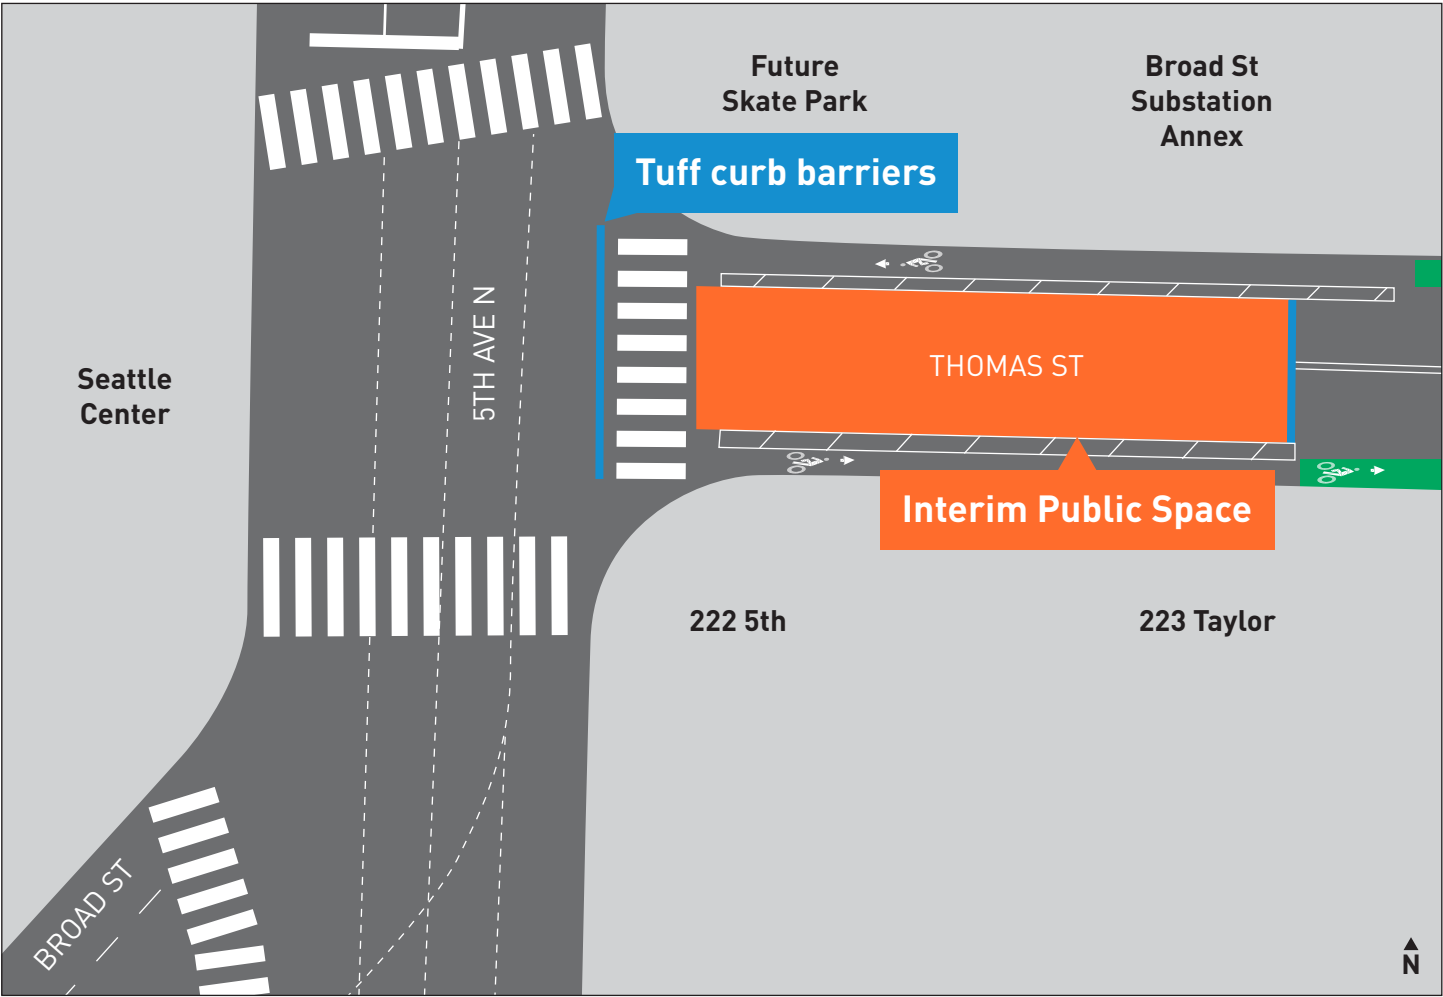 Future
Skate Park
Broad St
Substation
Annex
Tuff curb barriers
5TH AVE N
THOMAS ST
Seattle
Center
Interim Public Space
222 5th
223 Taylor
BROAD ST
N